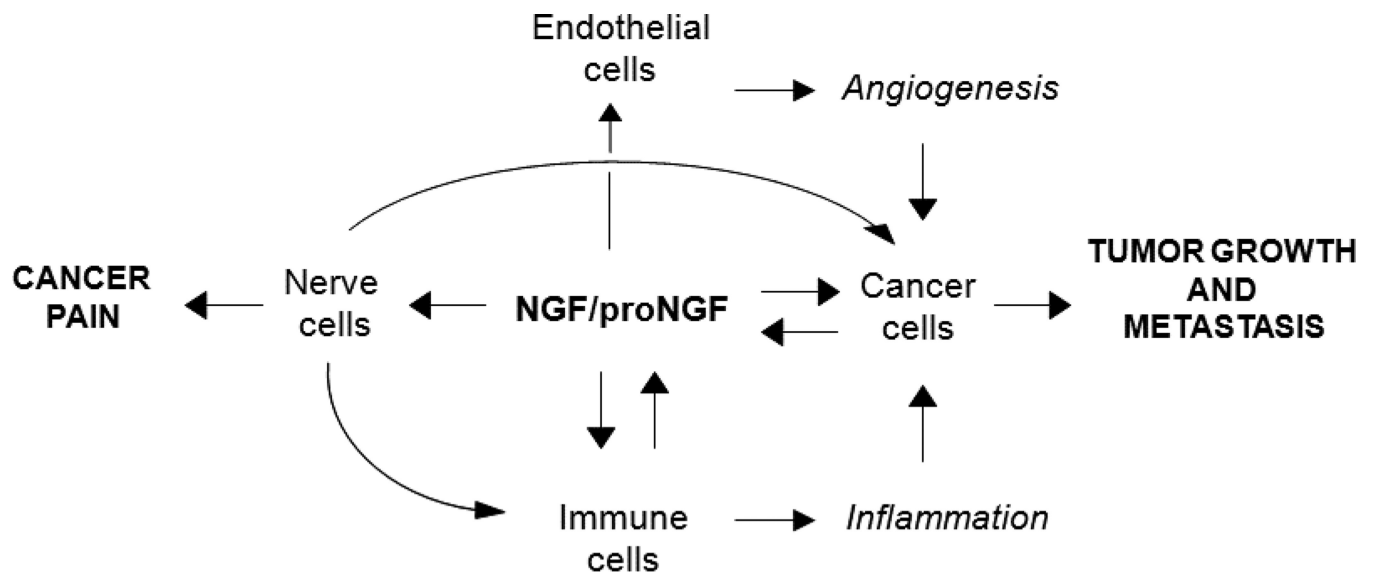 Endothelial
cells
Angiogenesis
CANCER
PAIN
Nerve
cells
NGF/proNGF
Cancer
cells
TUMOR GROWTH
AND
METASTASIS
Immune
cells
Inflammation